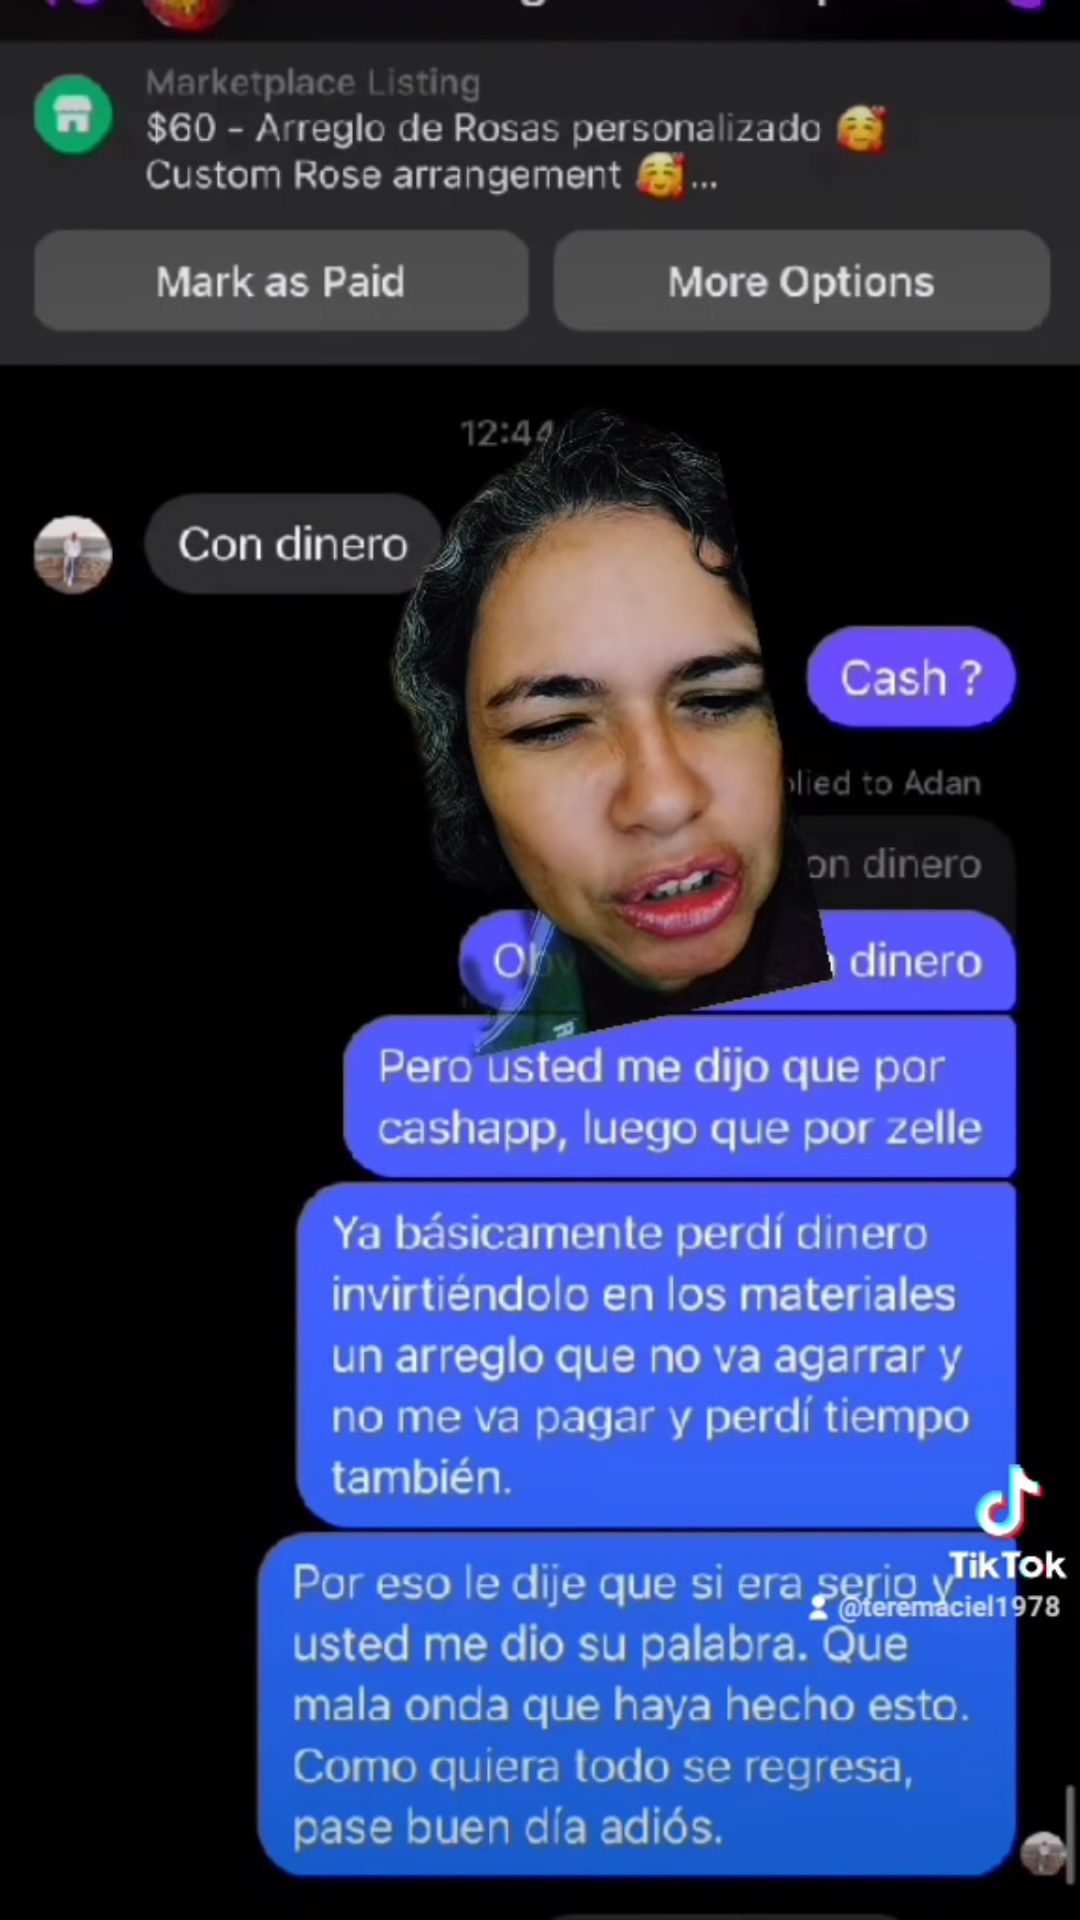 Marketplace Listing
$60 - Arreglo de Rosas personalizado 🥰
Custom Rose arrangement 🥰...
Mark as Paid
More Options
12:44
Con dinero
Cash ?
to Adan
dinero
dinero
Pero usted me dijo que por
cashapp, luego que por zelle
Ya básicamente perdí dinero
invirtiéndolo en los materiales
un arreglo que no va agarrar y
no me va pagar y perdí tiempo
también.
Por eso le dije que si era serio y
usted me dio su palabra. Que
mala onda que haya hecho esto.
Como quiera todo se regresa,
pase buen día adiós.
TikTok
@teremaciel1978